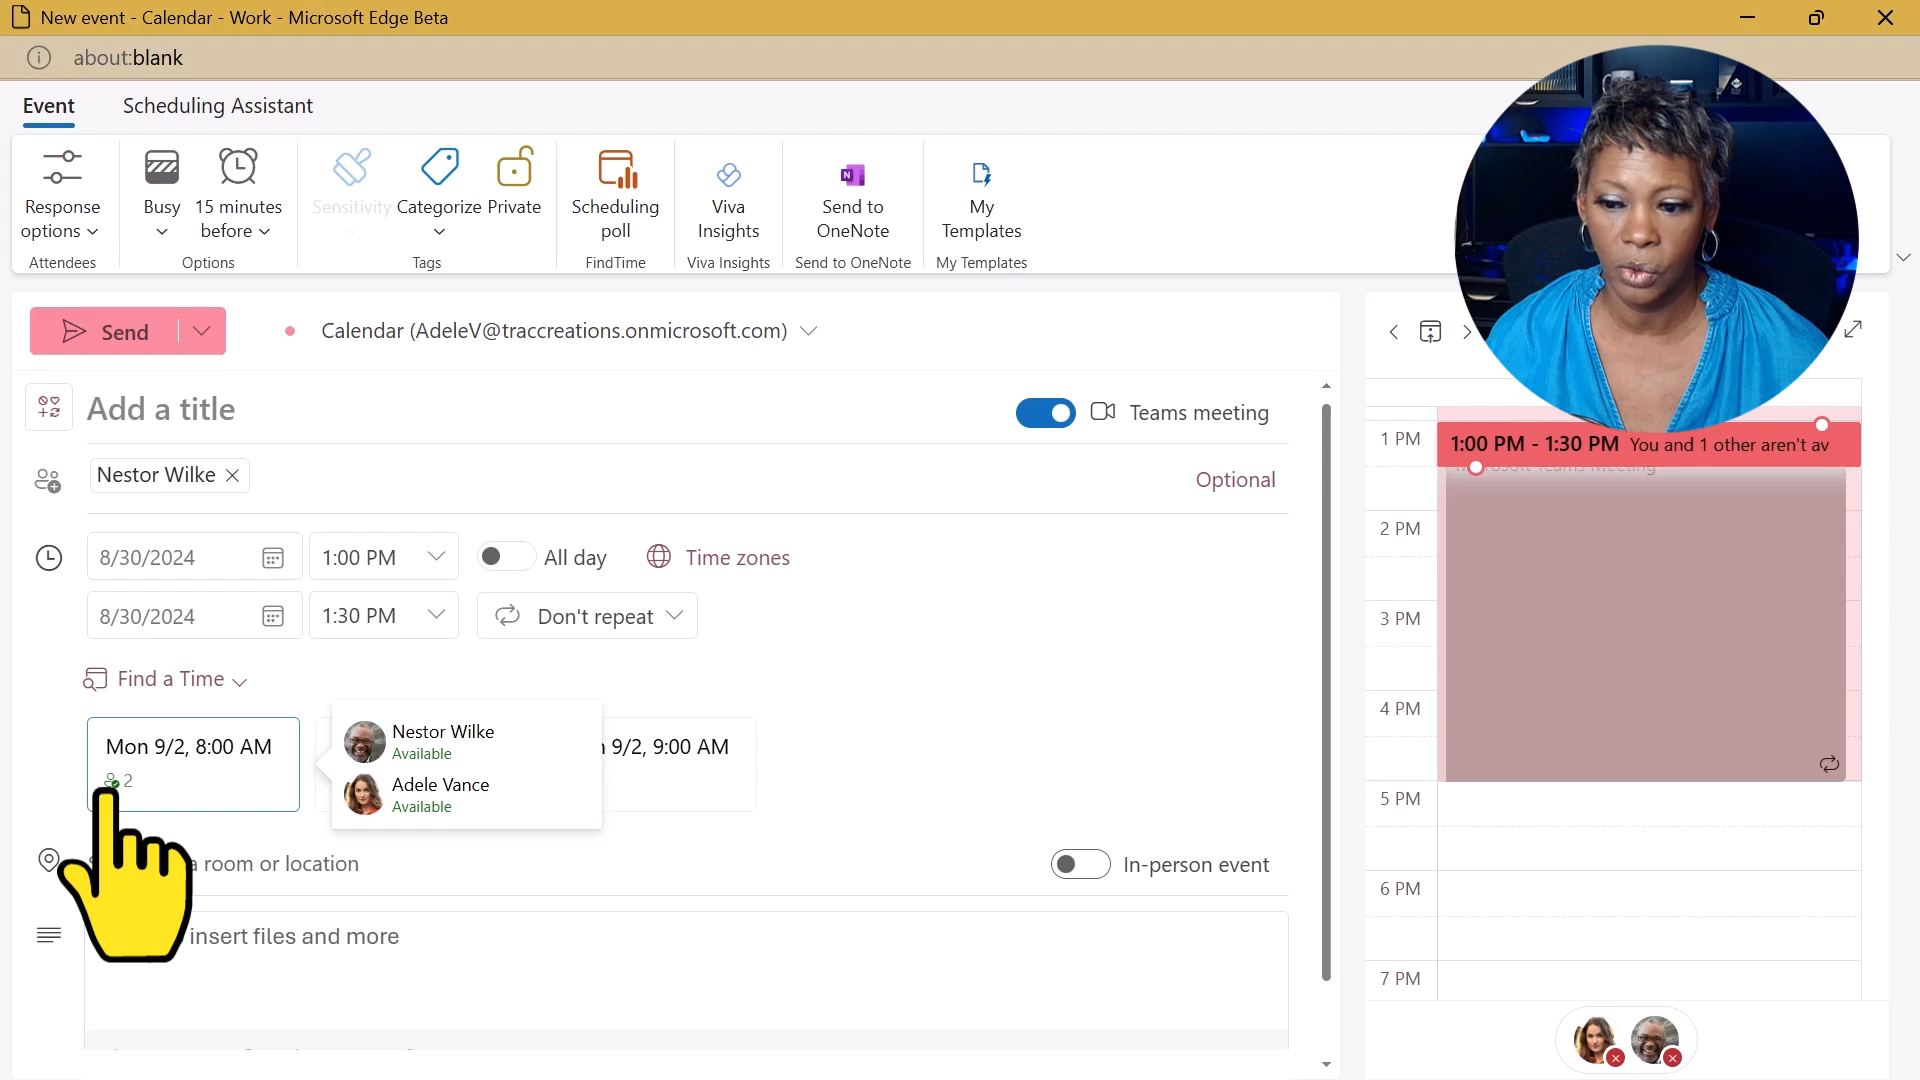 New event - Calendar - Work - Microsoft Edge Beta
about:blank
Event
Scheduling Assistant
Response options
Attendees
Busy
15 minutes before
Options
Sensitivity
Categorize
Private
Tags
Scheduling poll
FindTime
Viva Insights
Viva Insights
Send to OneNote
Send to OneNote
My Templates
My Templates
Send
Calendar (AdeleV@traccreations.onmicrosoft.com)
Add a title
Teams meeting
Nestor Wilke
Optional
8/30/2024
1:00 PM
All day
Time zones
8/30/2024
1:30 PM
Don't repeat
Find a Time
Mon 9/2, 8:00 AM
2
Nestor Wilke
Available
Adele Vance
Available
9/2, 9:00 AM
a room or location
In-person event
insert files and more
1 PM
1:00 PM - 1:30 PM You and 1 other aren't av
Microsoft Teams Meeting
2 PM
3 PM
4 PM
5 PM
6 PM
7 PM